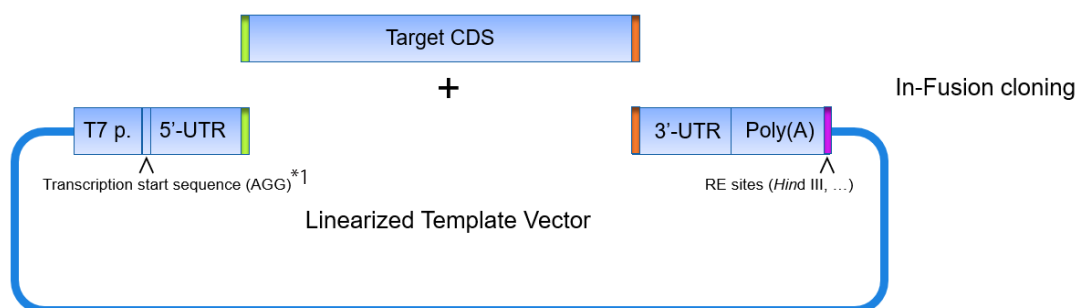 Target CDS
+
In-Fusion cloning
T7 p.
5’-UTR
3’-UTR
Poly(A)
Transcription start sequence (AGG)*1
RE sites (Hind III, ...)
Linearized Template Vector